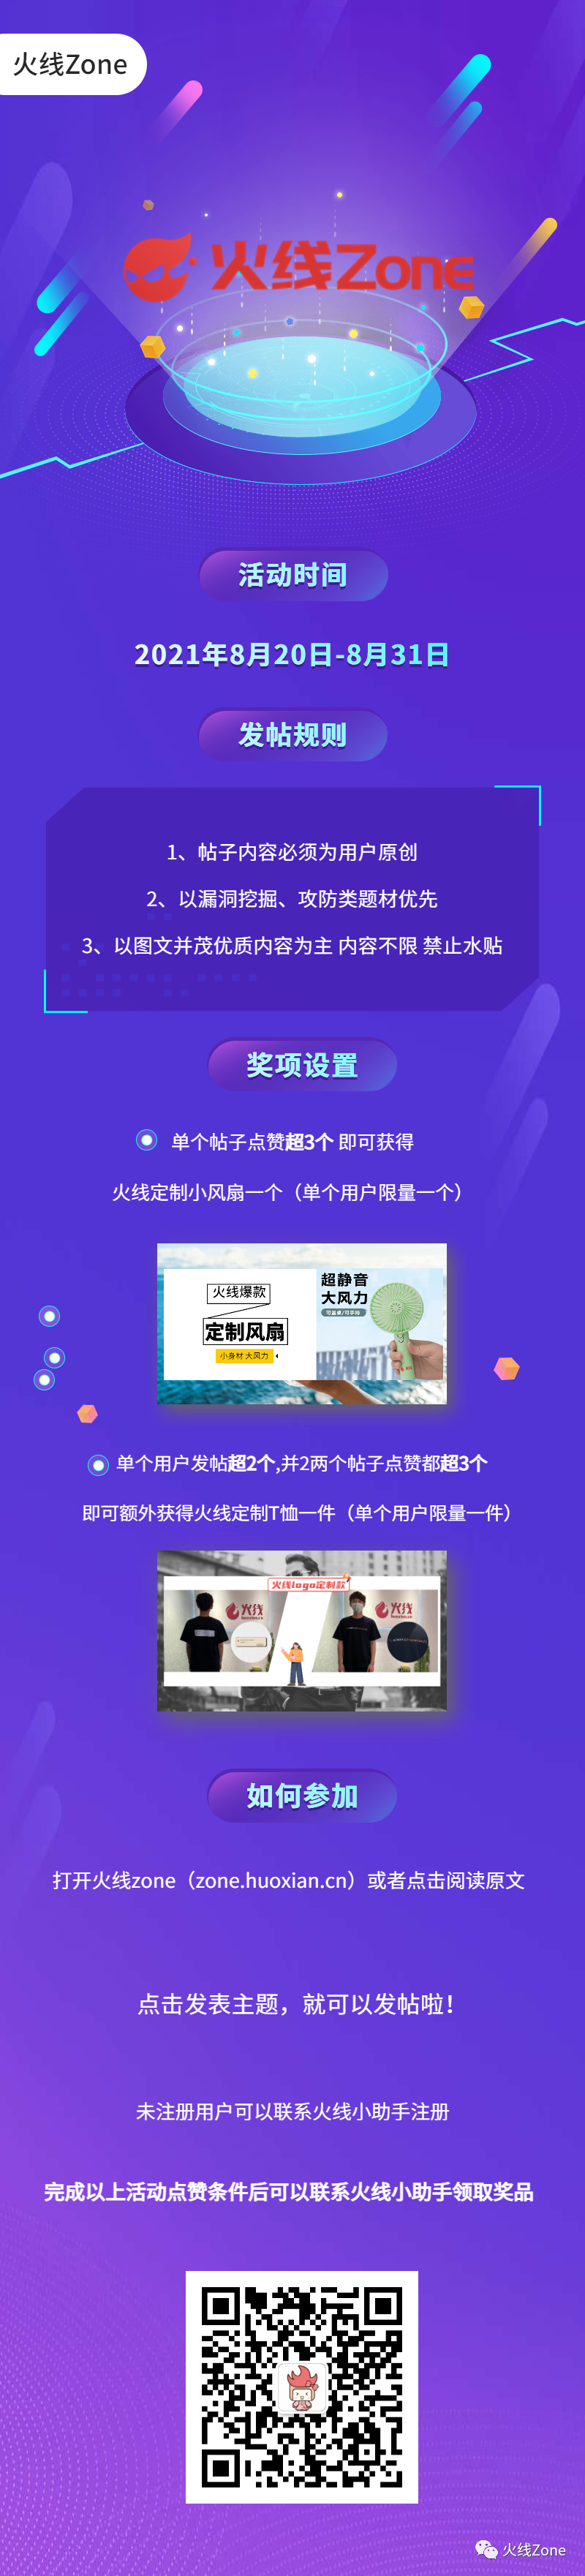 火线Zone
火线Zone
活动时间
2021年8月20日-8月31日
发帖规则
1、帖子内容必须为用户原创
2、以漏洞挖掘、攻防类题材优先
3、以图文并茂优质内容为主 内容不限 禁止水贴
奖项设置
单个帖子点赞超3个 即可获得
火线定制小风扇一个（单个用户限量一个）
火线爆款
定制风扇
小身材 大风力
超静音
大风力
单个用户发帖超2个,并2两个帖子点赞都超3个
即可额外获得火线定制T恤一件（单个用户限量一件）
火线logo定制款
火线
火线
如何参加
打开火线zone（zone.huoxian.cn）或者点击阅读原文
点击发表主题，就可以发帖啦！
未注册用户可以联系火线小助手注册
完成以上活动点赞条件后可以联系火线小助手领取奖品
火线Zone